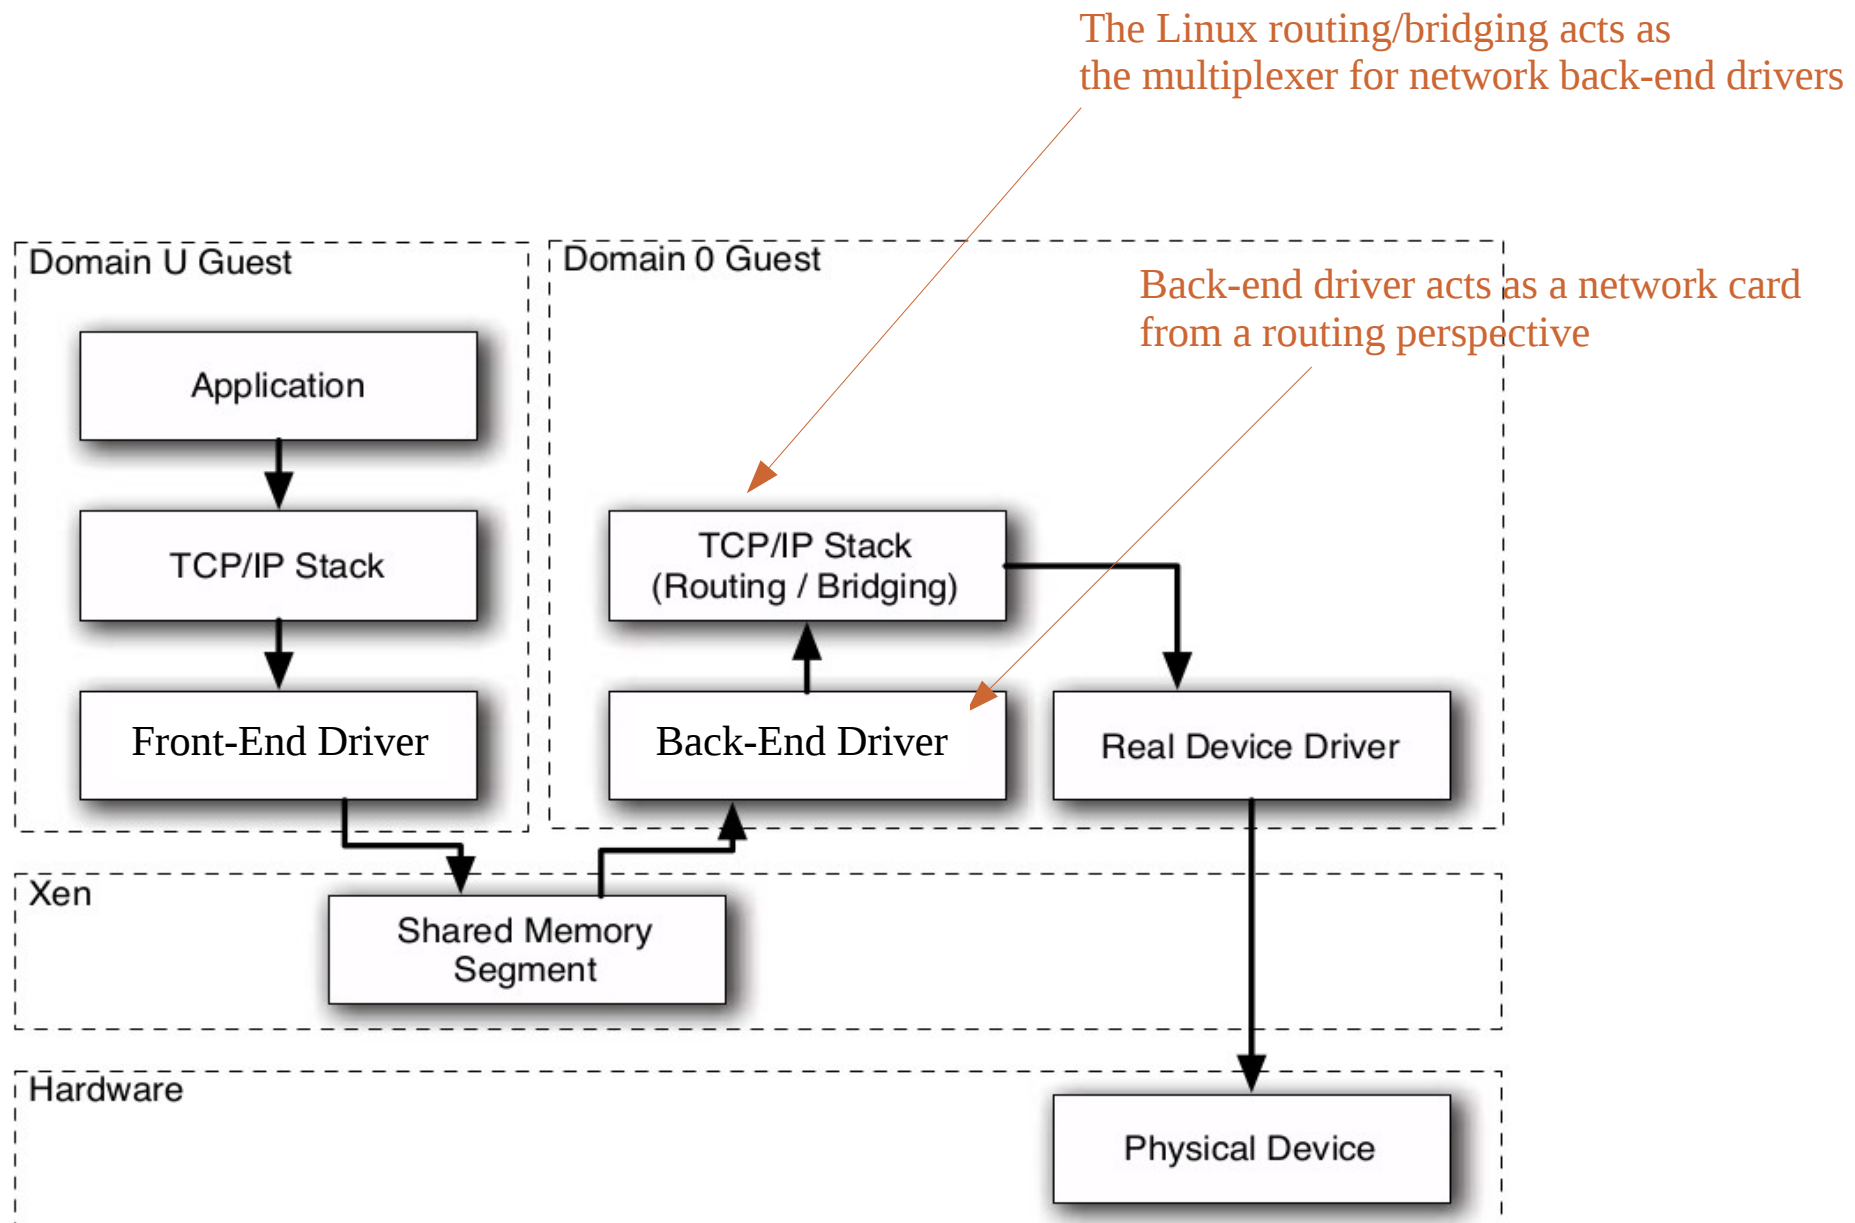 The Linux routing/bridging acts as
the multiplexer for network back-end drivers
Domain U Guest
Domain 0 Guest
Back-end driver acts as a network card
from a routing perspective
Application
TCP/IP Stack
TCP/IP Stack
(Routing / Bridging)
Front-End Driver
Back-End Driver
Real Device Driver
Xen
Shared Memory
Segment
Hardware
Physical Device